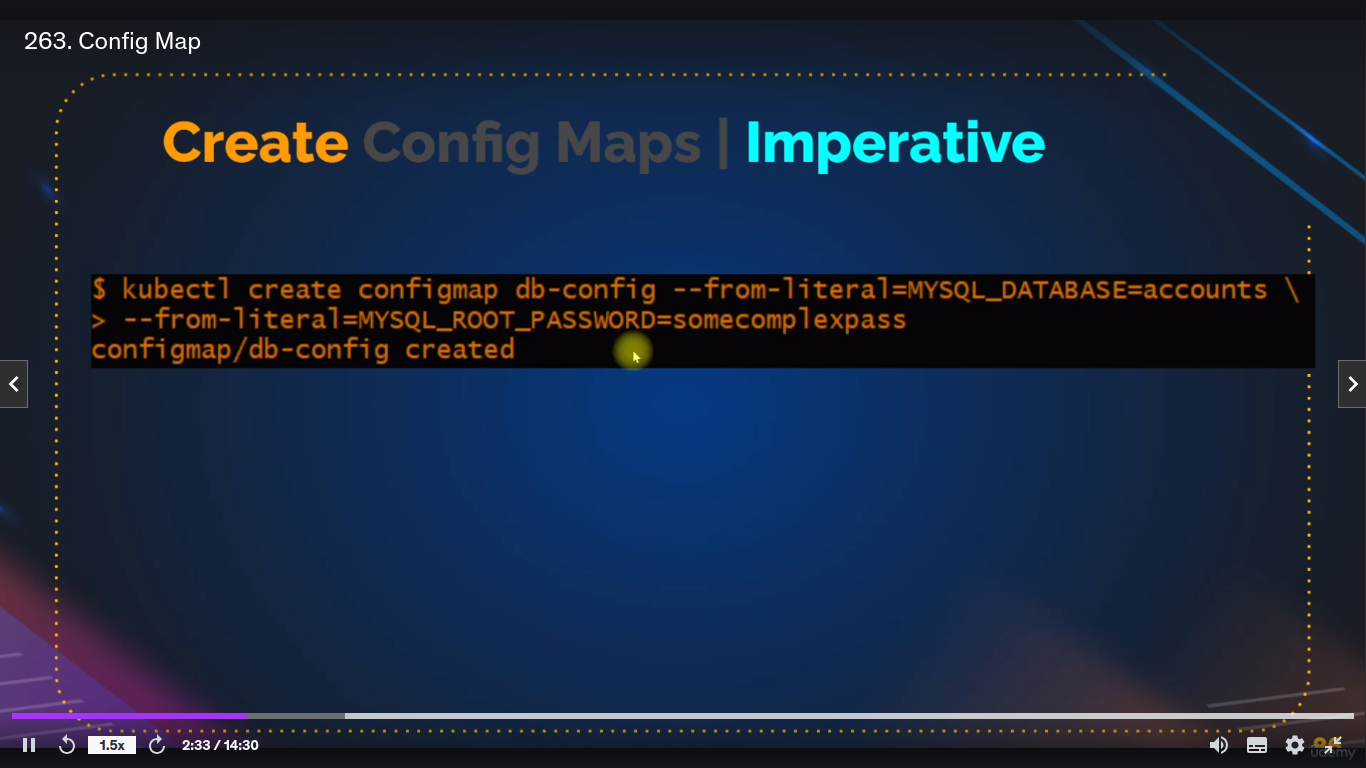 263. Config Map
Create Config Maps | Imperative
$ kubectl create configmap db-config --from-literal=MYSQL_DATABASE=accounts \
> --from-literal=MYSQL_ROOT_PASSWORD=somecomplexpass
configmap/db-config created
1.5x
2:33 / 14:30
udemy